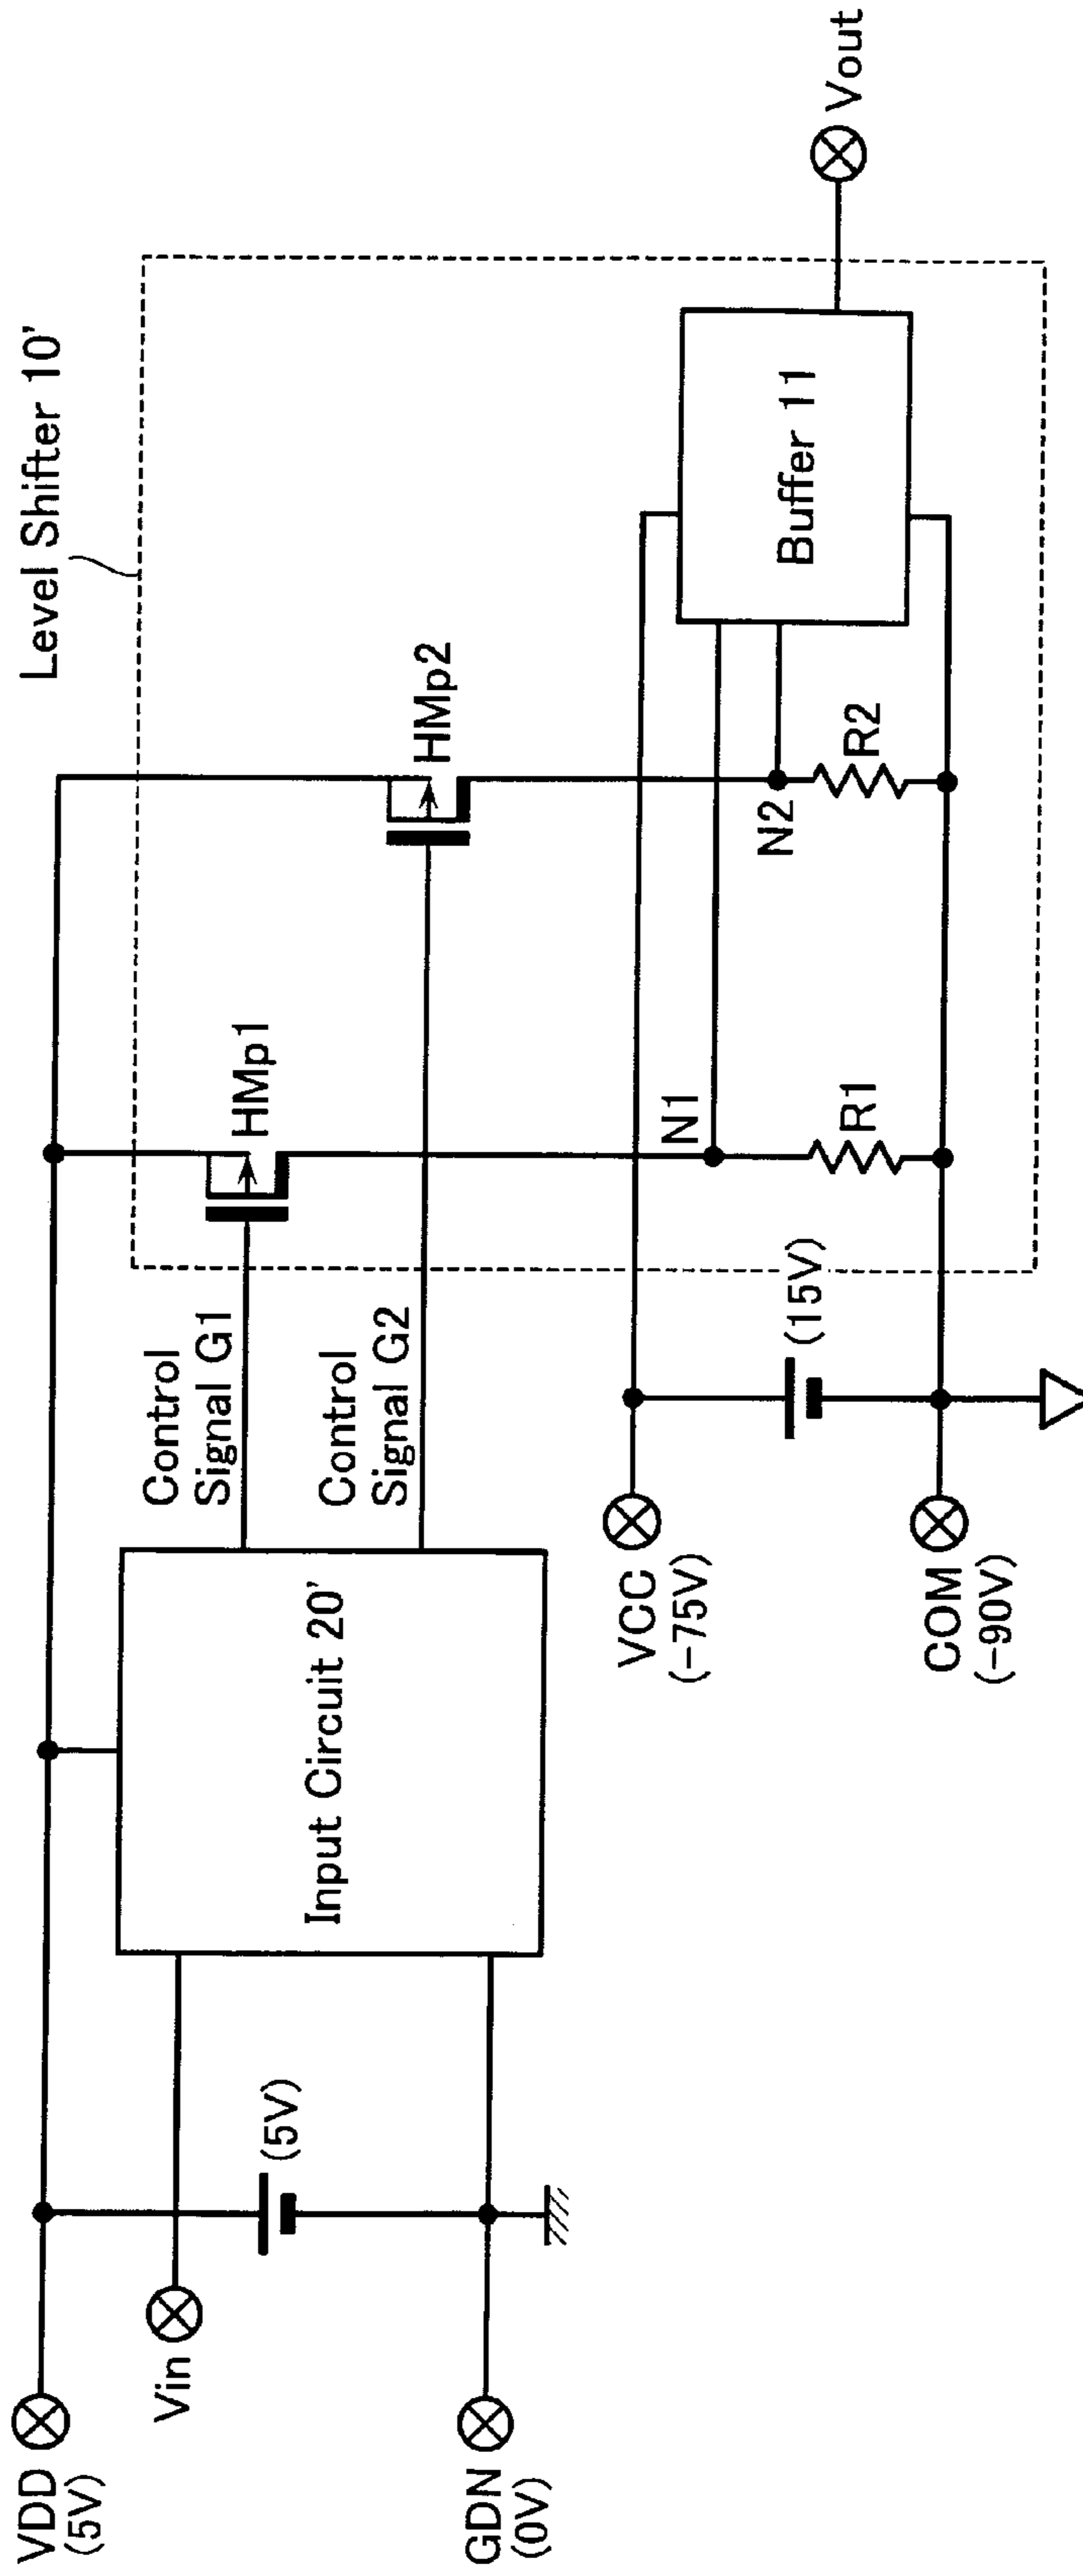 Level Shifter 10'
VDD
(5V)
Vin
GDN
(0V)
(5V)
Input Circuit 20'
Control
Signal G1
Control
Signal G2
HMp1
HMp2
VCC
(-75V)
COM
(-90V)
(15V)
N1
R1
N2
R2
Buffer 11
Vout